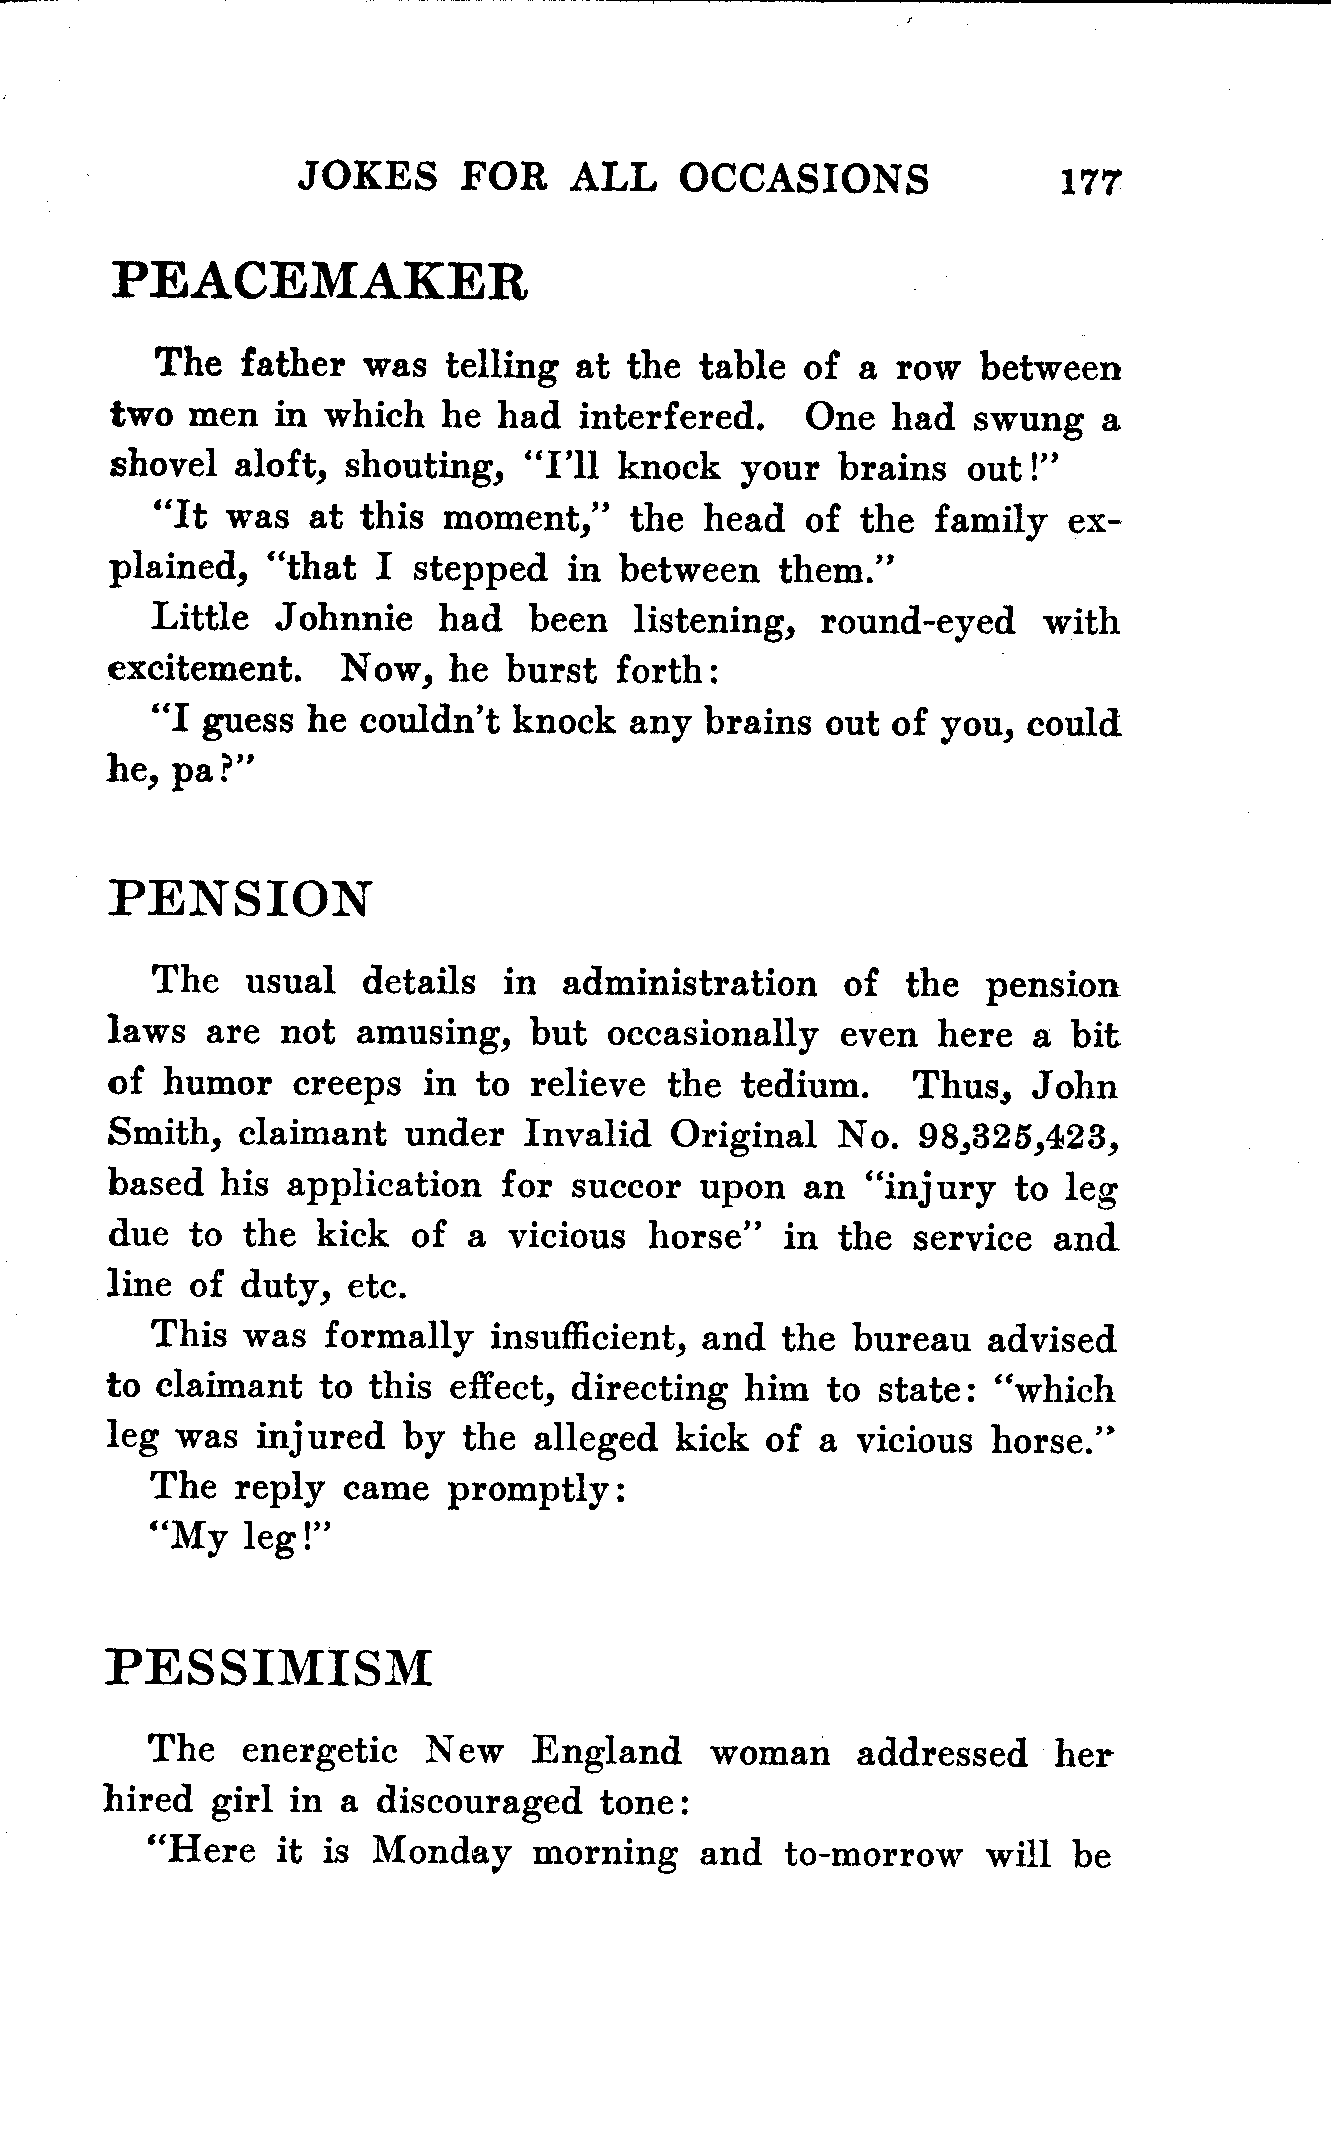 JOKES FOR ALL OCCASIONS 177
PEACEMAKER
The father was telling at the table of a row between
two men in which he had interfered. One had swung a
shovel aloft, shouting, “I’ll knock your brains out!”
“It was at this moment,” the head of the family ex-
plained, “that I stepped in between them.”
Little Johnnie had been listening, round-eyed with
excitement. Now, he burst forth:
“I guess he couldn’t knock any brains out of you, could
he, pa?”
PENSION
The usual details in administration of the pension
laws are not amusing, but occasionally even here a bit
of humor creeps in to relieve the tedium. Thus, John
Smith, claimant under Invalid Original No. 98,325,423,
based his application for succor upon an “injury to leg
due to the kick of a vicious horse” in the service and
line of duty, etc.
This was formally insufficient, and the bureau advised
to claimant to this effect, directing him to state: “which
leg was injured by the alleged kick of a vicious horse.”
The reply came promptly:
“My leg!”
PESSIMISM
The energetic New England woman addressed her
hired girl in a discouraged tone:
“Here it is Monday morning and to-morrow will be